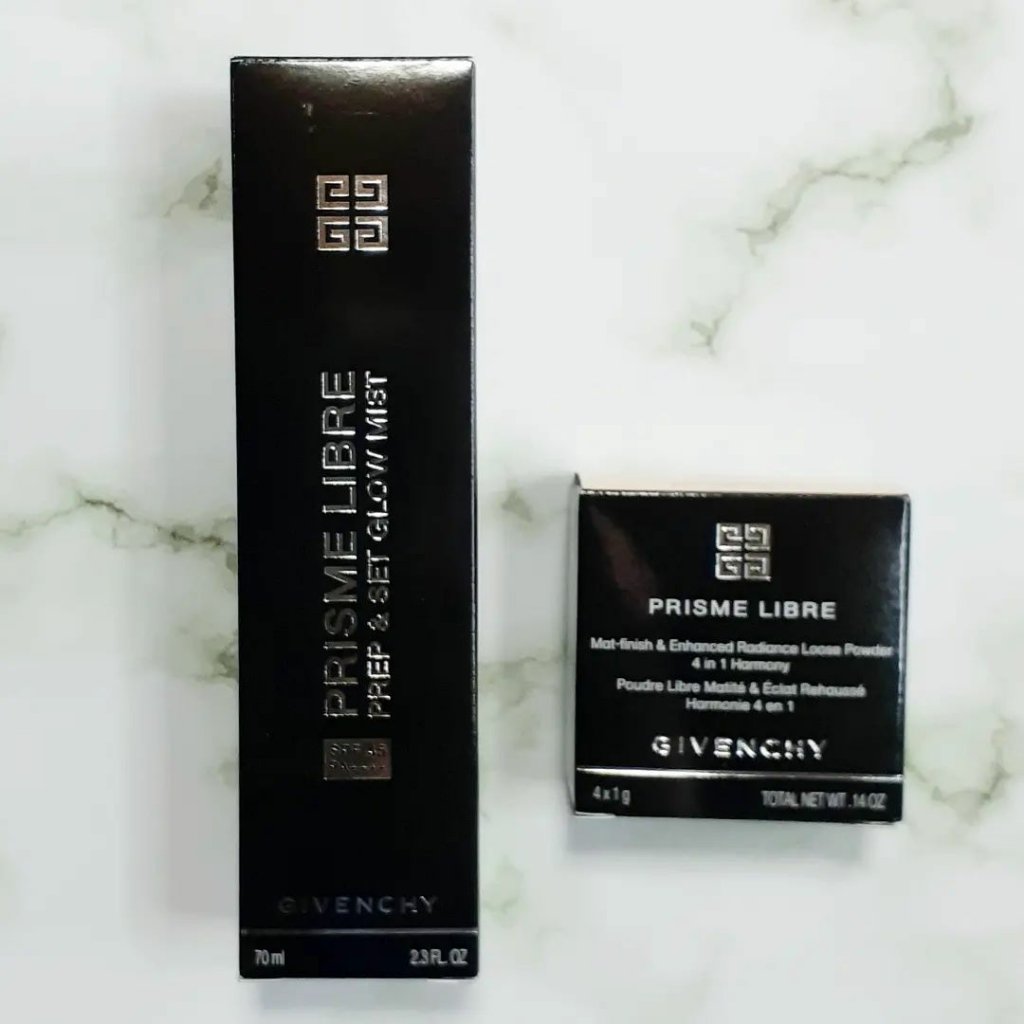 PRISME LIBRE
PREP & SET GLOW MIST
SPF 45
GIVENCHY
70 ml
2.3 FL. OZ
PRISME LIBRE
Mat-finish & Enhanced Radiance Loose Powder
4 in 1 Harmony
Poudre Libre Matité & Éclat Rehaussé
Harmonie 4 en 1
GIVENCHY
4 x 1 g
TOTAL NET WT .14 OZ